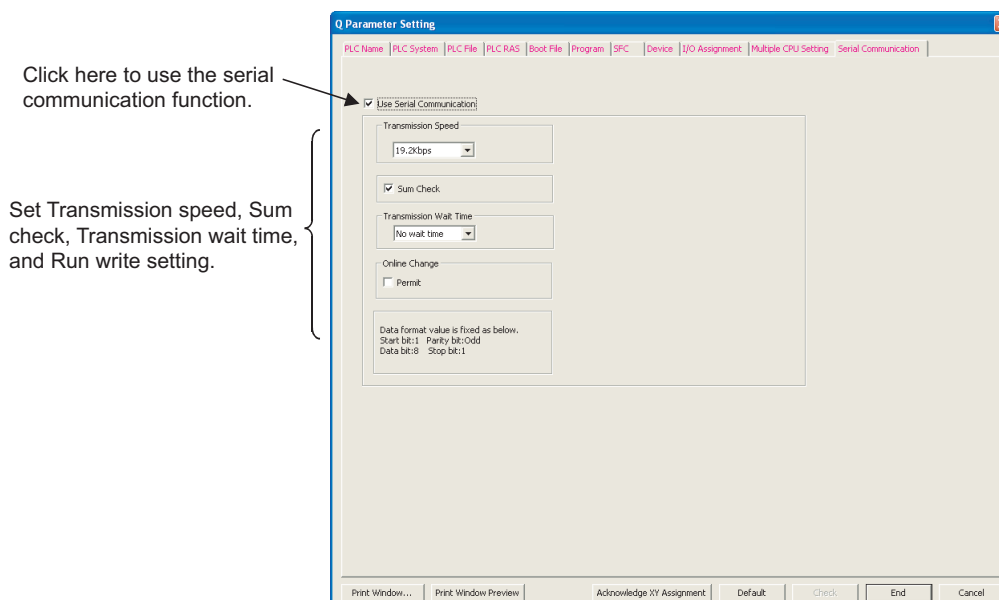 Q Parameter Setting
PLC Name PLC System PLC File PLC RAS Boot File Program SFC Device I/O Assignment Multiple CPU Setting Serial Communication
Click here to use the serial
communication function.
Use Serial Communication
Transmission Speed
19.2Kbps
Sum Check
Set Transmission speed, Sum
check, Transmission wait time,
and Run write setting.
Transmission Wait Time
No wait time
Online Change
Permit
Data format value is fixed as below.
Start bit:1 Parity bit:Odd
Data bit:8 Stop bit:1
Print Window... Print Window Preview Acknowledge XY Assignment Default Check End Cancel